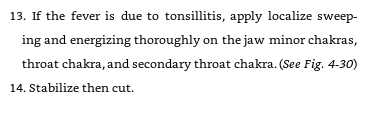 13. If the fever is due to tonsillitis, apply localize sweep-
ing and energizing thoroughly on the jaw minor chakras,
throat chakra, and secondary throat chakra. (See Fig. 4-30)
14. Stabilize then cut.